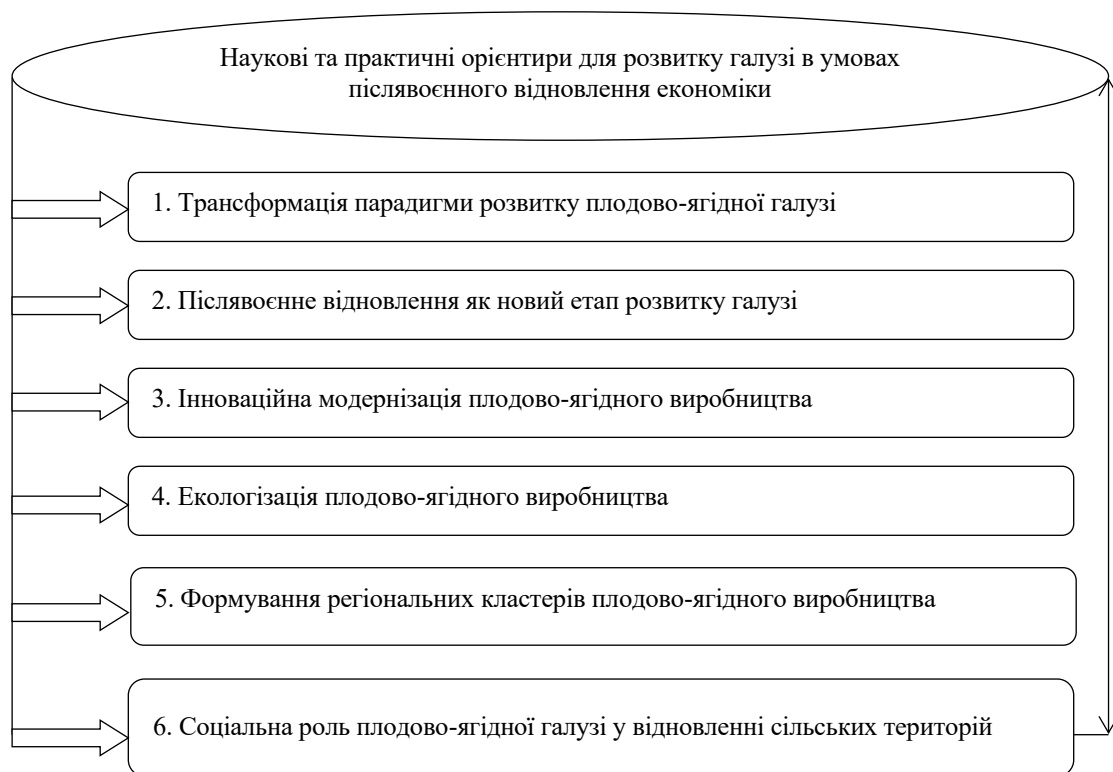 Наукові та практичні орієнтири для розвитку галузі в умовах
післявоєнного відновлення економіки
1. Трансформація парадигми розвитку плодово-ягідної галузі
2. Післявоєнне відновлення як новий етап розвитку галузі
3. Інноваційна модернізація плодово-ягідного виробництва
4. Екологізація плодово-ягідного виробництва
5. Формування регіональних кластерів плодово-ягідного виробництва
6. Соціальна роль плодово-ягідної галузі у відновленні сільських територій